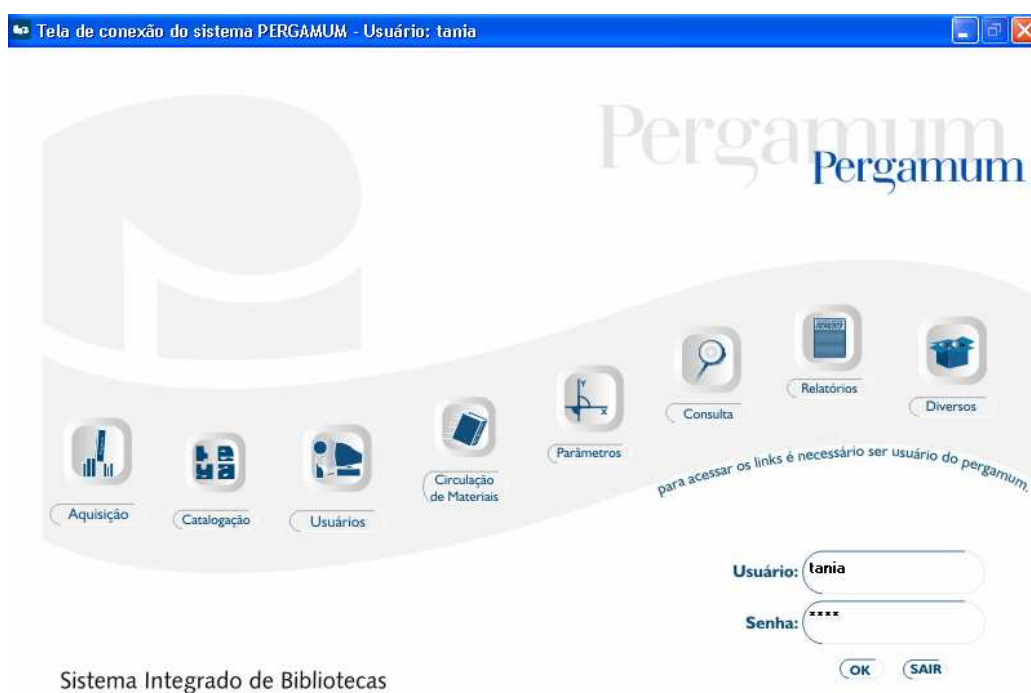 Tela de conexão do sistema PERGAMUM - Usuário: tania
Pergamum
Pergamum
Aquisição
Catalogação
Usuários
Circulação
de Materiais
Parâmetros
Consulta
Relatórios
Diversos
para acessar os links é necessário ser usuário do pergamum.
Usuário: tania
Senha: ****
OK SAIR
Sistema Integrado de Bibliotecas